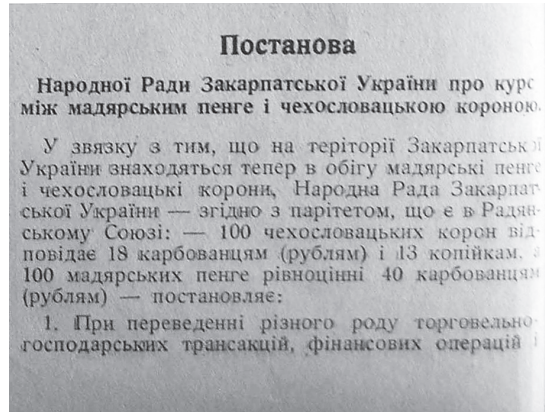 Постанова
Народної Ради Закарпатської України про курс
між мадярським пенге і чехословацькою короною.
У звязку з тим, що на теріторії Закарпатської
України знаходяться тепер в обігу мадярські пенге
і чехословацькі корони, Народна Рада Закарпат-
ської України — згідно з парітетом, що є в Радян-
ському Союзі: — 100 чехословацьких корон від-
повідає 18 карбованцям (рублям) і 13 копійкам, а
100 мадярських пенге рівноцінні 40 карбованцям
(рублям) — постановляє:
1. При переведенні різного роду торговельно-
господарських трансакцій, фінансових операцій і